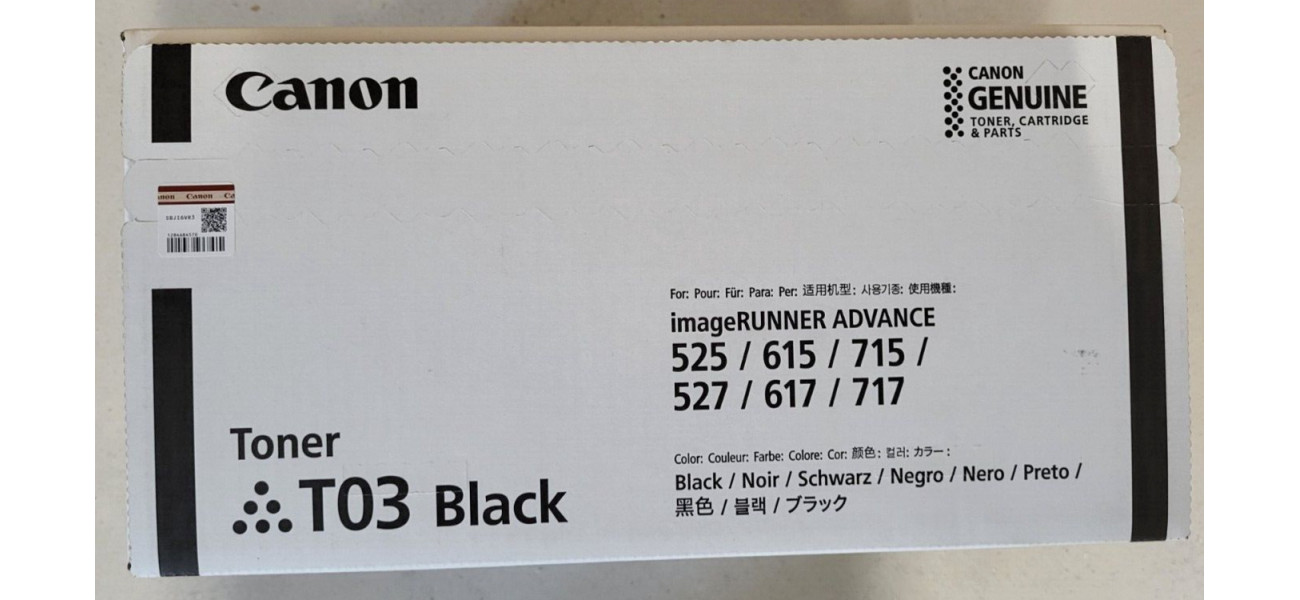 Canon
CANON
GENUINE
TONER, CARTRIDGE
& PARTS
Canon Canon
For: Pour: Für: Para: Per: 适用机型: 사용기종: 使用機種:
imageRUNNER ADVANCE
525 / 615 / 715 /
527 / 617 / 717
Toner
T03 Black
Color: Couleur: Farbe: Colore: Cor: 颜色: 컬러: カラー:
Black / Noir / Schwarz / Negro / Nero / Preto /
黑色 / 블랙 / ブラック